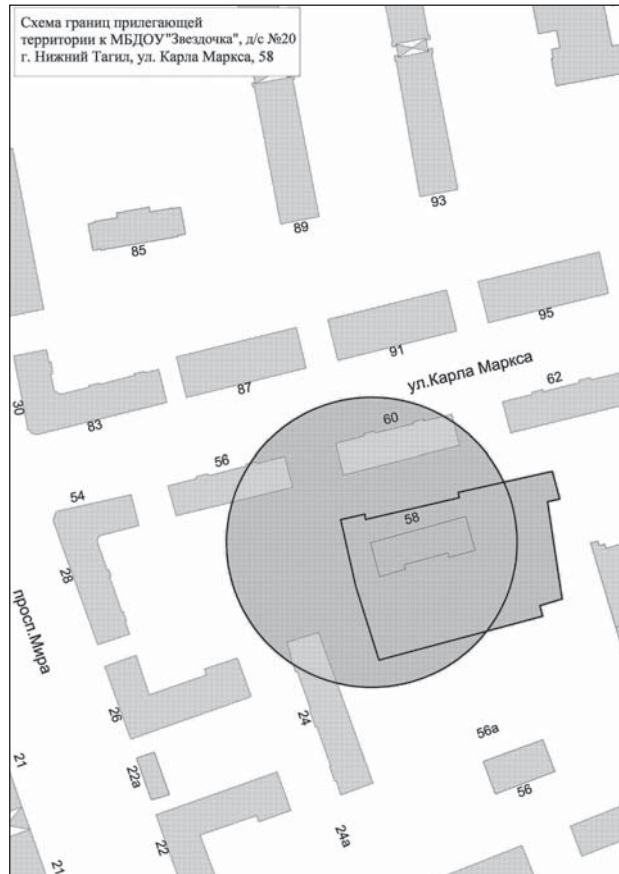 Схема границ прилегающей
территории к МБДОУ"Звездочка", д/с №20
г. Нижний Тагил, ул. Карла Маркса, 58
93
89
85
95
91
ул.Карла Маркса
87
62
30
83
60
56
54
58
28
просп.Мира
26
24
56а
21
22а
56
22
24а
21